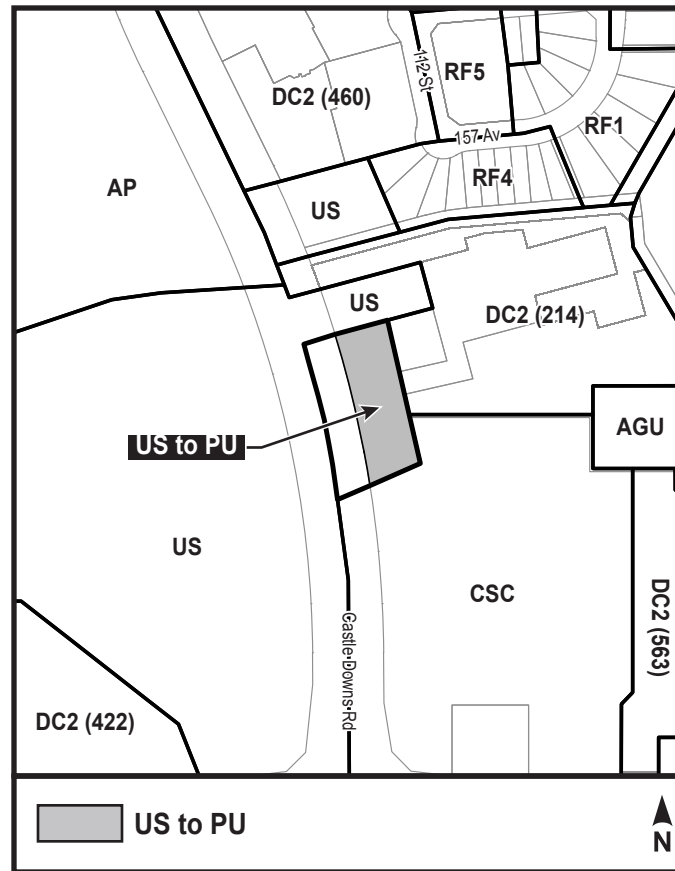 112 St
RF5
DC2 (460)
RF1
157 Av
AP
RF4
US
US
DC2 (214)
US to PU
AGU
US
CSC
DC2 (563)
Castle Downs Rd
DC2 (422)
US to PU
N